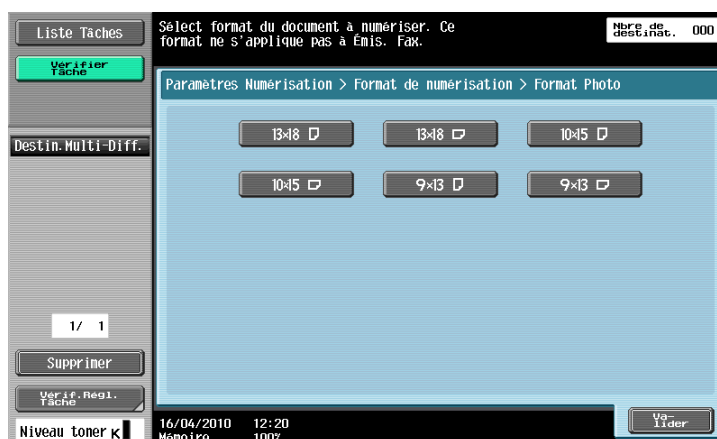 Liste Tâches
Vérifier
Tâche
Destin.Multi-Diff.
1/ 1
Supprimer
Vérif.Régl.
Tâche
Niveau toner K
Sélect format du document à numériser. Ce
format ne s'applique pas à Émis. Fax.
Nbre de
destinat. 000
Paramètres Numérisation > Format de numérisation > Format Photo
13×18
13×18
10×15
10×15
9×13
9×13
16/04/2010 12:20
Mémoire 100%
Va-
lider